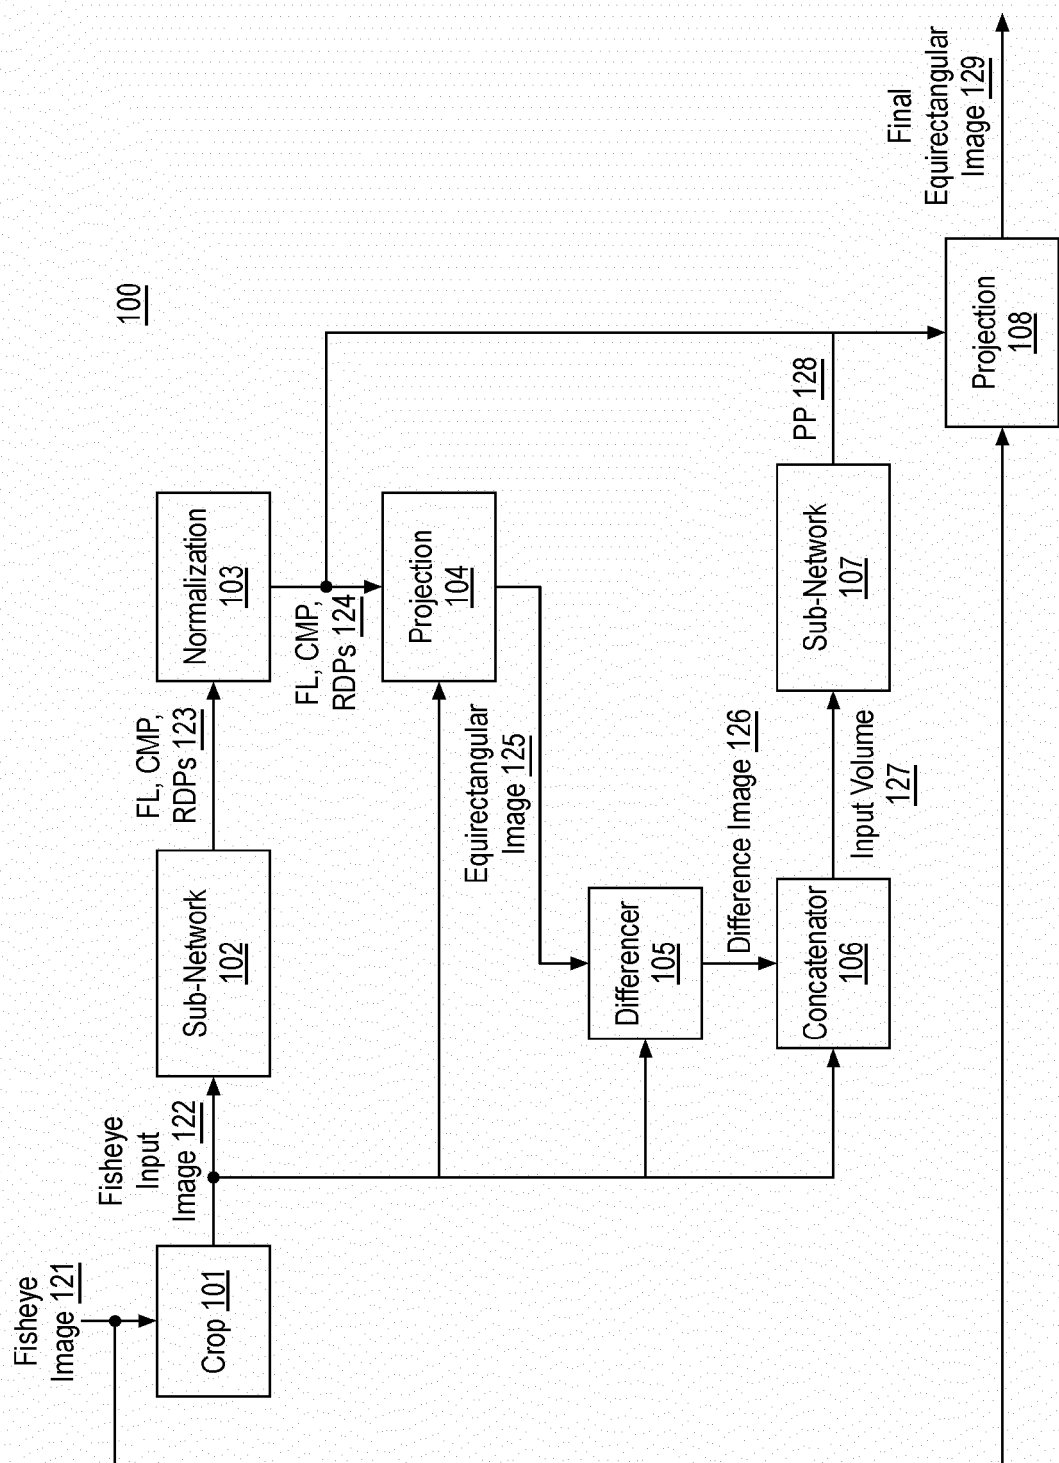 100
Fisheye
Image 121
Crop 101
Fisheye
Input
Image 122
Sub-Network
102
FL, CMP,
RDPs 123
Normalization
103
FL, CMP,
RDPs 124
Projection
104
Equirectangular
Image 125
Differencer
105
Difference Image 126
Concatenator
106
Input Volume
127
Sub-Network
107
PP 128
Projection
108
Final
Equirectangular
Image 129